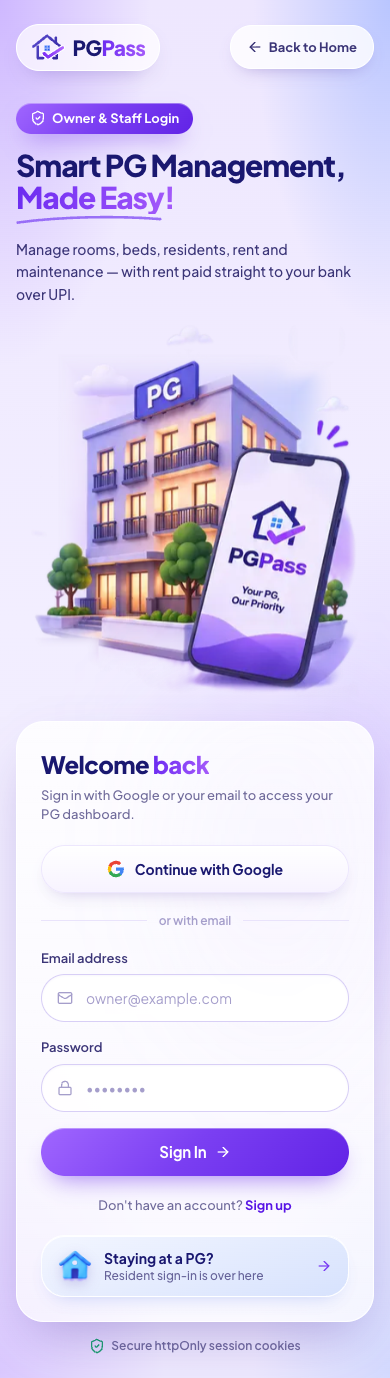 PGPass
Back to Home
Owner & Staff Login
Smart PG Management,
Made Easy!
Manage rooms, beds, residents, rent and
maintenance — with rent paid straight to your bank
over UPI.
PG
PGPass
Your PG,
Our Priority
Welcome back
Sign in with Google or your email to access your
PG dashboard.
Continue with Google
or with email
Email address
owner@example.com
Password
••••••••
Sign In
Don't have an account? Sign up
Staying at a PG?
Resident sign-in is over here
Secure httpOnly session cookies